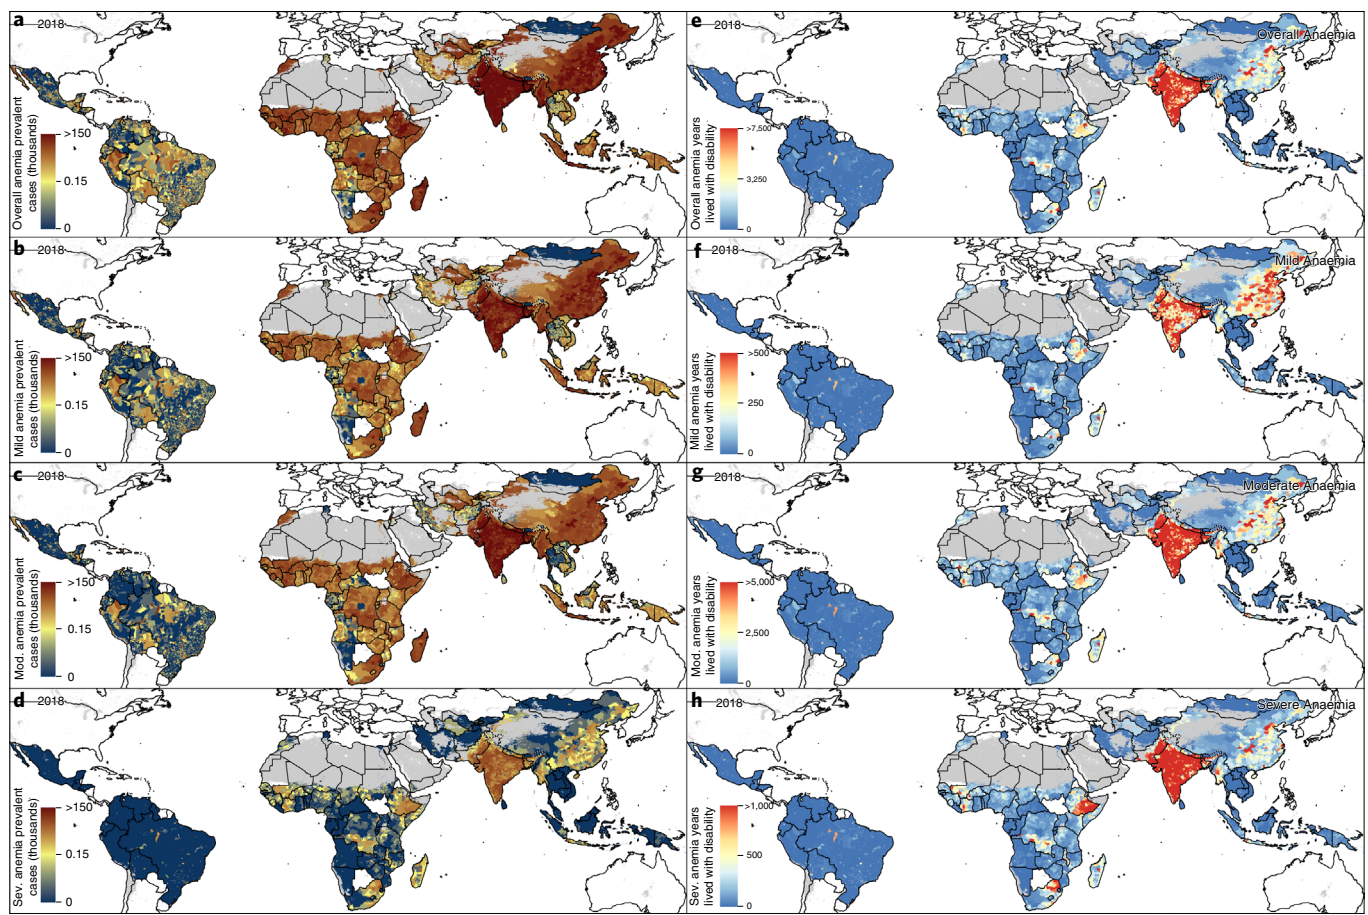 a
2018
Overall anemia prevalent
cases (thousands)
>150
0.15
0
e
2018
Overall Anaemia
Overall anemia years
lived with disability
>7,500
3,250
0
b
2018
Mild anemia prevalent
cases (thousands)
>150
0.15
0
f
2018
Mild Anaemia
Mild anemia years
lived with disability
>500
250
0
c
2018
Mod. anemia prevalent
cases (thousands)
>150
0.15
0
g
2018
Moderate Anaemia
Mod. anemia years
lived with disability
>5,000
2,500
0
d
2018
Sev. anemia prevalent
cases (thousands)
>150
0.15
0
h
2018
Severe Anaemia
Sev. anemia years
lived with disability
>1,000
500
0